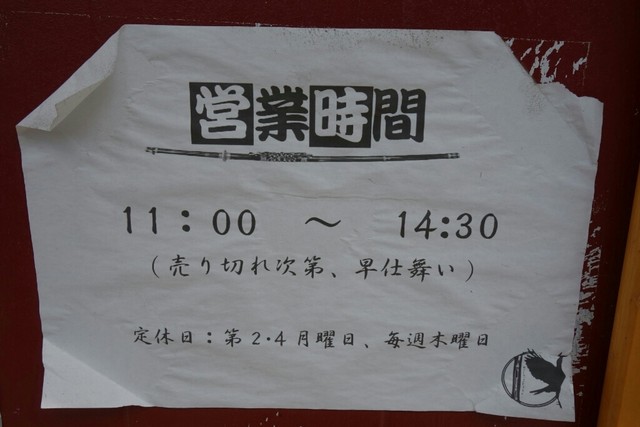 営業時間
11:00 ～ 14:30
(売り切れ次第、早仕舞い)
定休日:第2・4月曜日、毎週木曜日